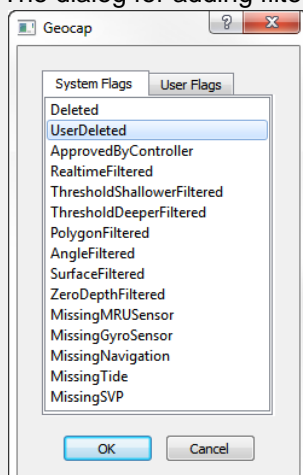 The dialog for adding filte
Geocap
System Flags User Flags
Deleted
UserDeleted
ApprovedByController
RealtimeFiltered
ThresholdShallowerFiltered
ThresholdDeeperFiltered
PolygonFiltered
AngleFiltered
SurfaceFiltered
ZeroDepthFiltered
MissingMRUSensor
MissingGyroSensor
MissingNavigation
MissingTide
MissingSVP
OK Cancel